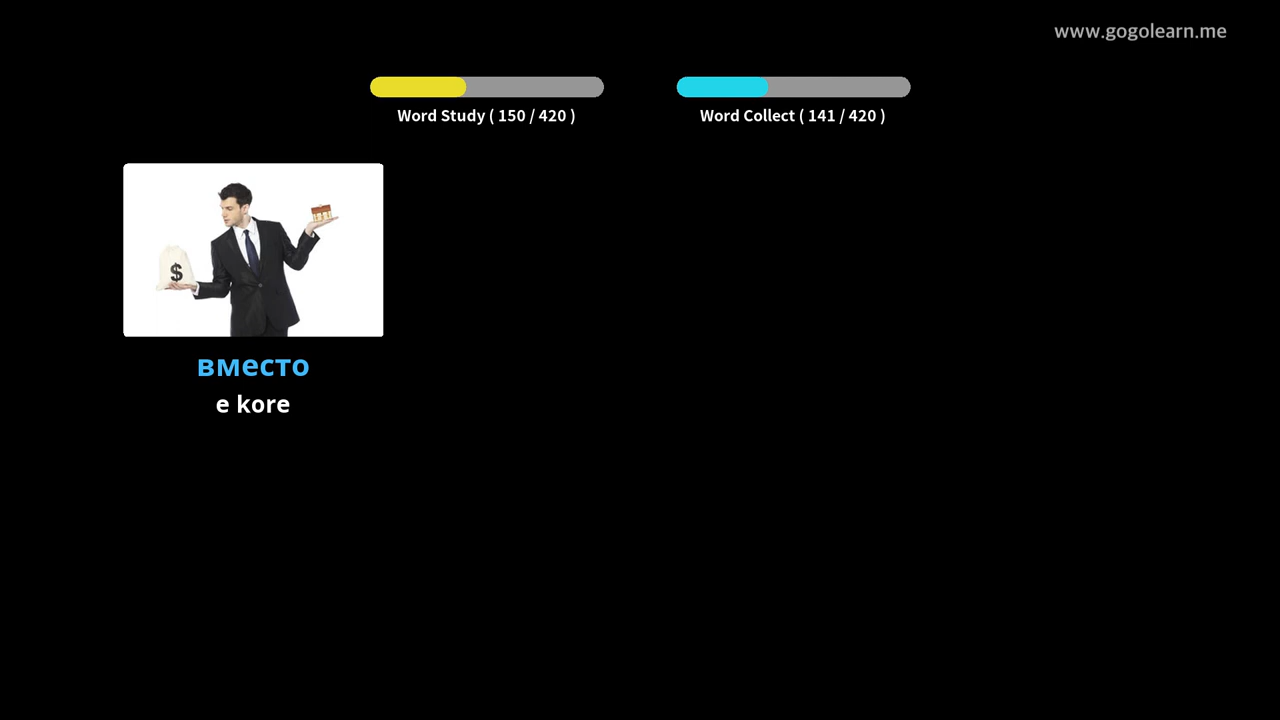 www.gogolearn.me
Word Study ( 150 / 420 )
Word Collect ( 141 / 420 )
$
вместо
e kore